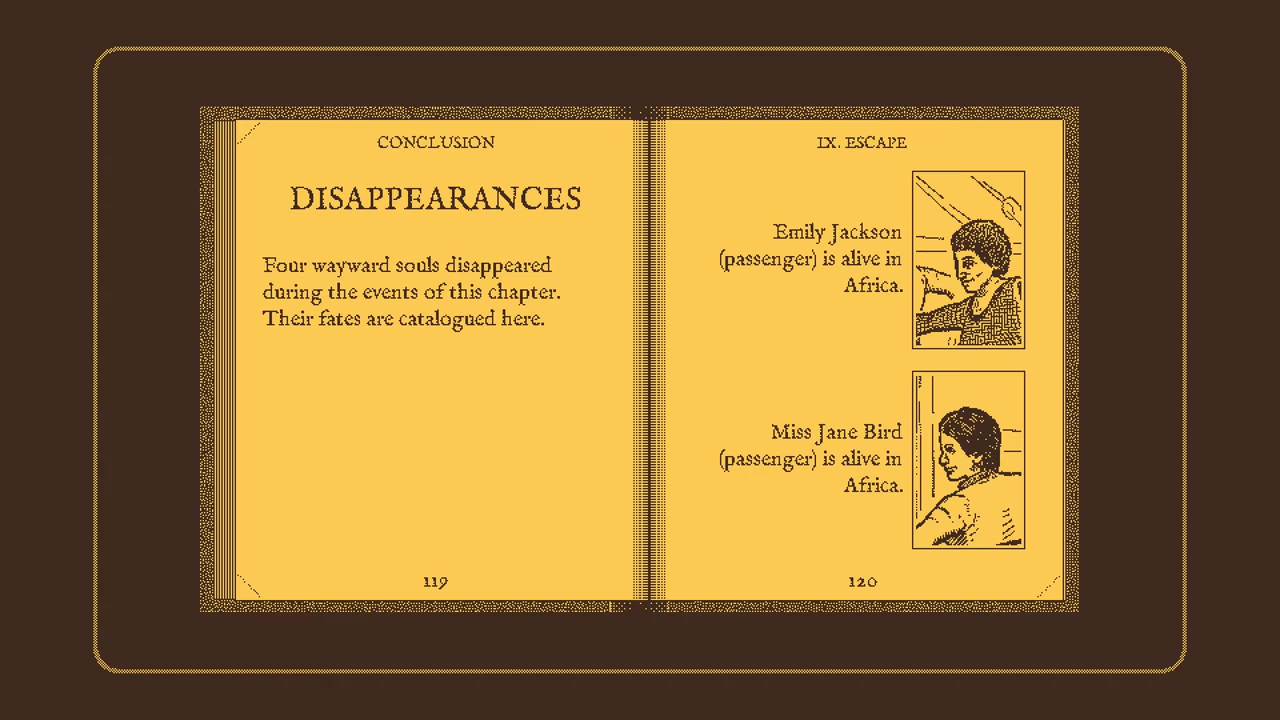 CONCLUSION
DISAPPEARANCES
Four wayward souls disappeared
during the events of this chapter.
Their fates are catalogued here.
119
IX. ESCAPE
Emily Jackson
(passenger) is alive in
Africa.
Miss Jane Bird
(passenger) is alive in
Africa.
120